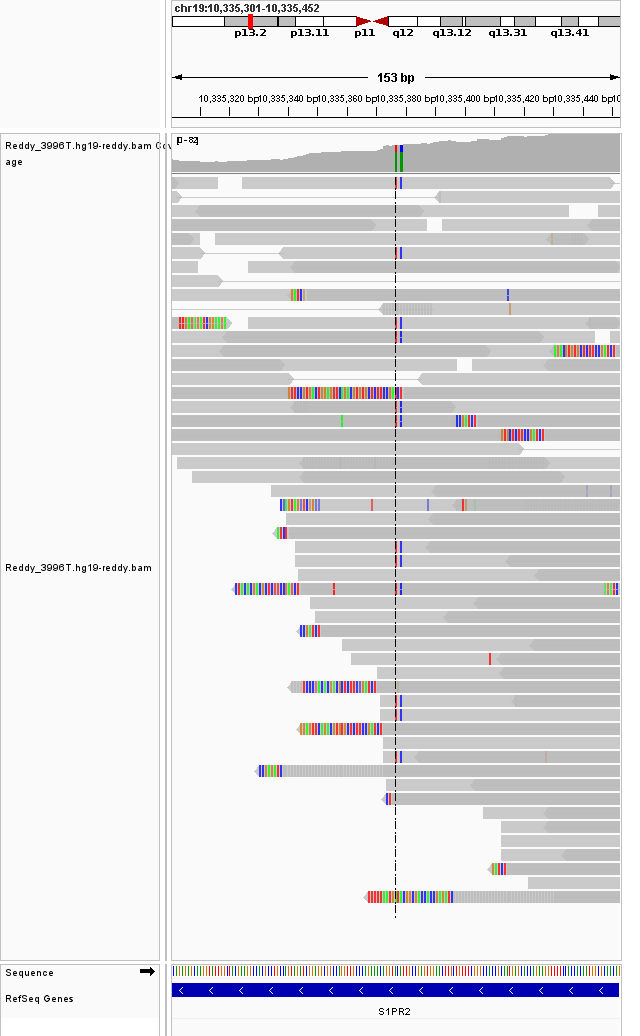 chr19:10,335,301-10,335,452
p13.2 p13.11 p11 q12 q13.12 q13.31 q13.41
153 bp
10,335,320 bp 10,335,340 bp 10,335,360 bp 10,335,380 bp 10,335,400 bp 10,335,420 bp 10,335,440 bp
Reddy_3996T.hg19-reddy.bam Cov
age
[0 - 82]
Reddy_3996T.hg19-reddy.bam
Sequence
RefSeq Genes
S1PR2